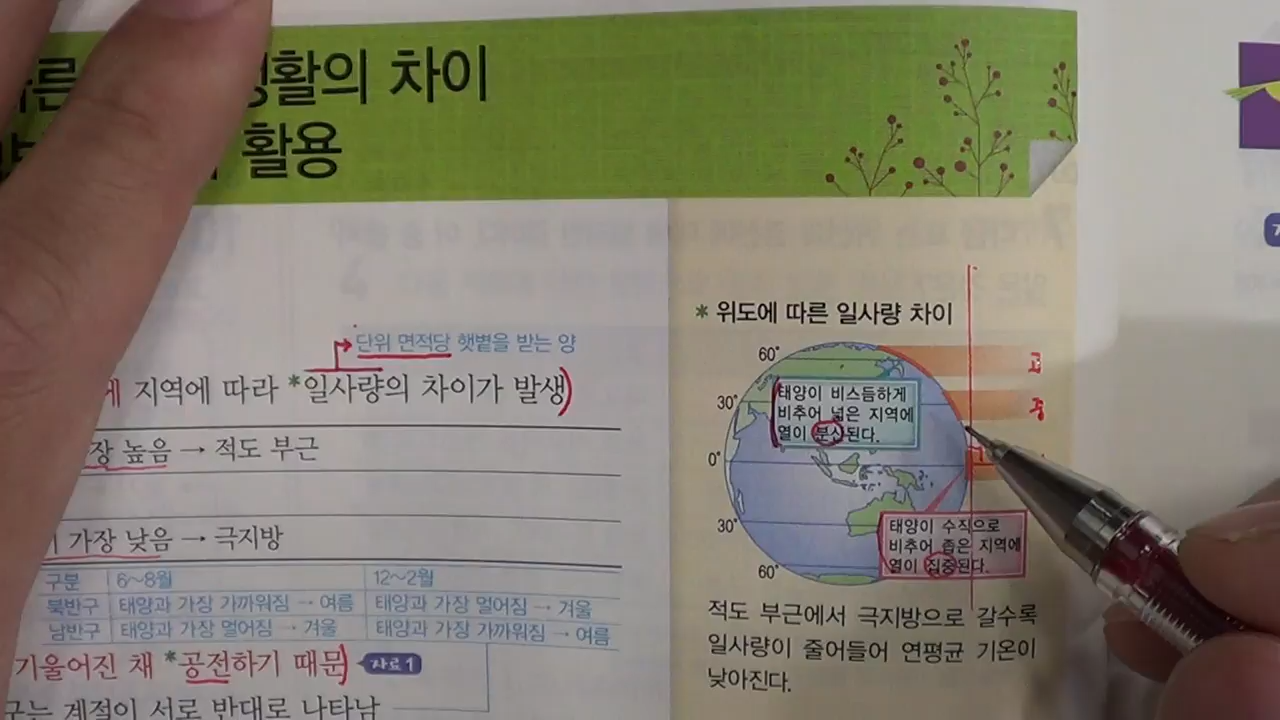 생활의 차이
활용
단위 면적당 햇볕을 받는 양
에 지역에 따라 *일사량의 차이가 발생)
장 높음 → 적도 부근
가장 낮음 → 극지방
구분 6~8월 12~2월
북반구 태양과 가장 가까워짐 → 여름 태양과 가장 멀어짐 → 겨울
남반구 태양과 가장 멀어짐 → 겨울 태양과 가장 가까워짐 → 여름
기울어진 채 *공전하기 때문) 자료1
구는 계절이 서로 반대로 나타남
* 위도에 따른 일사량 차이
60°
고
30°
중
태양이 비스듬하게
비추어 넓은 지역에
열이 분산된다.
0°
30°
태양이 수직으로
비추어 좁은 지역에
열이 집중된다.
60°
적도 부근에서 극지방으로 갈수록
일사량이 줄어들어 연평균 기온이
낮아진다.